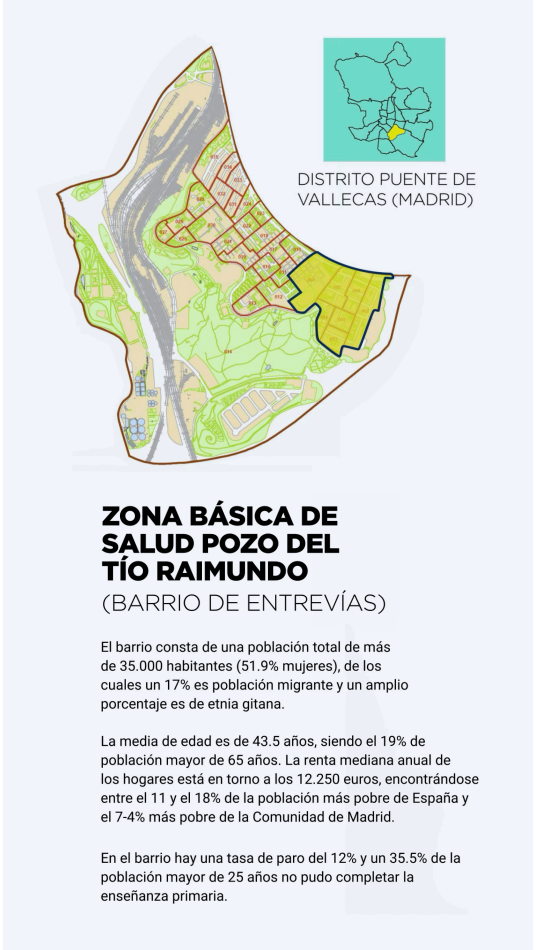 DISTRITO PUENTE DE
VALLECAS (MADRID)
ZONA BÁSICA DE
SALUD POZO DEL
TÍO RAIMUNDO
(BARRIO DE ENTREVÍAS)
El barrio consta de una población total de más
de 35.000 habitantes (51.9% mujeres), de los
cuales un 17% es población migrante y un amplio
porcentaje es de etnia gitana.
La media de edad es de 43.5 años, siendo el 19% de
población mayor de 65 años. La renta mediana anual de
los hogares está en torno a los 12.250 euros, encontrándose
entre el 11 y el 18% de la población más pobre de España y
el 7-4% más pobre de la Comunidad de Madrid.
En el barrio hay una tasa de paro del 12% y un 35.5% de la
población mayor de 25 años no pudo completar la
enseñanza primaria.